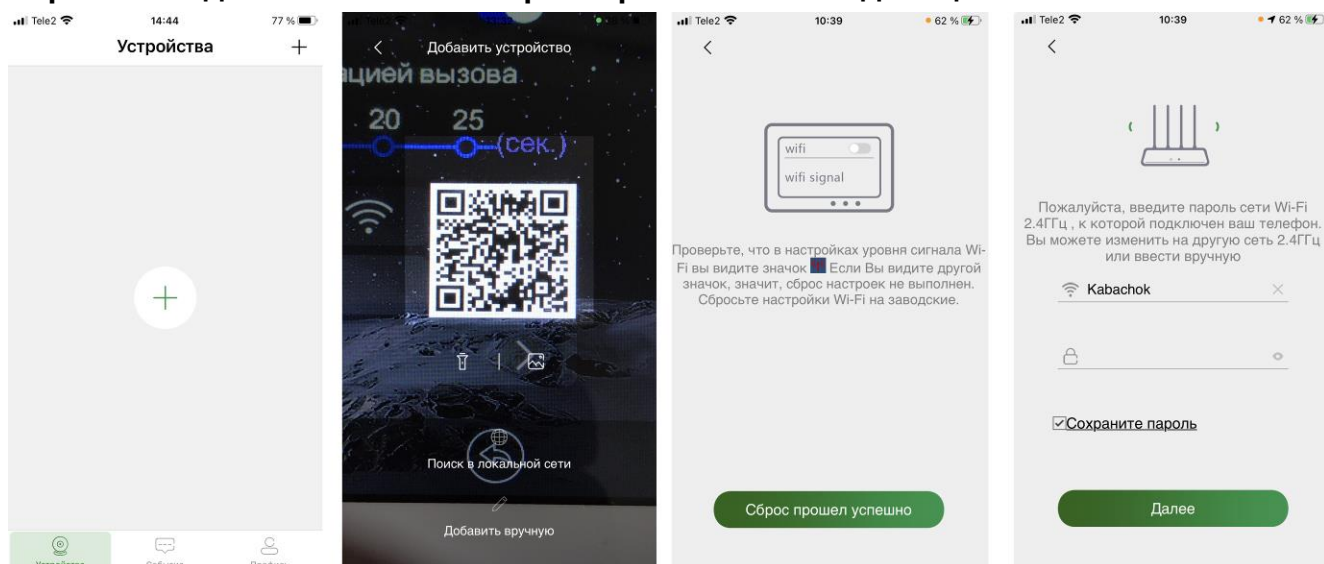 Tele2 14:44 77 %
Устройства
Добавить устройство
ацией вызова
20 25
(сек.)
Поиск в локальной сети
Добавить вручную
Tele2 10:39 62 %
wifi
wifi signal
Проверьте, что в настройках уровня сигнала Wi-
Fi вы видите значок Если Вы видите другой
значок, значит, сброс настроек не выполнен.
Сбросьте настройки Wi-Fi на заводские.
Сброс прошел успешно
Tele2 10:39 62 %
Пожалуйста, введите пароль сети Wi-Fi
2.4ГГц , к которой подключен ваш телефон.
Вы можете изменить на другую сеть 2.4ГГц
или ввести вручную
Kabachok
Сохраните пароль
Далее